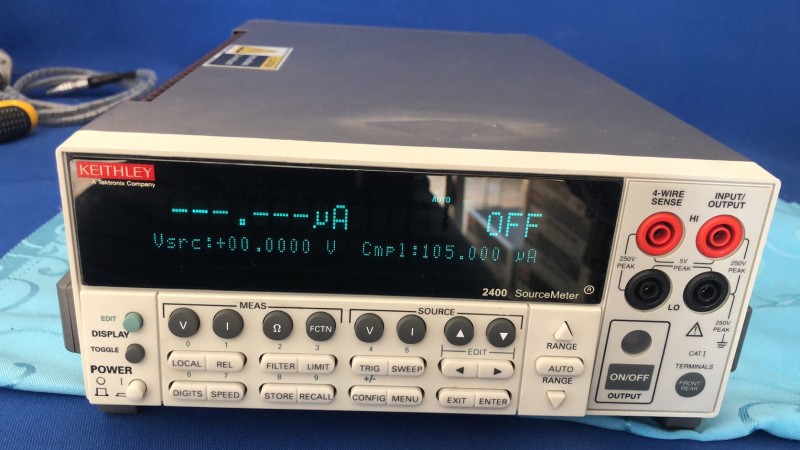 KEITHLEY
A Tektronix Company
AUTO
---.---µA
OFF
Vsrc:+00.0000 V Cmpl:105.000 µA
2400 SourceMeter ®
4-WIRE SENSE
INPUT/OUTPUT
HI
250V PEAK
5V PEAK
250V PEAK
LO
250V PEAK
CAT I
MEAS
SOURCE
EDIT
DISPLAY
TOGGLE
POWER
V I Ω FCTN V I
0 1 2 3 4 5
EDIT
LOCAL REL FILTER LIMIT TRIG SWEEP
6 7 8 9 +/-
DIGITS SPEED STORE RECALL CONFIG MENU EXIT ENTER
RANGE
AUTO
RANGE
ON/OFF
OUTPUT
TERMINALS
FRONT/
REAR